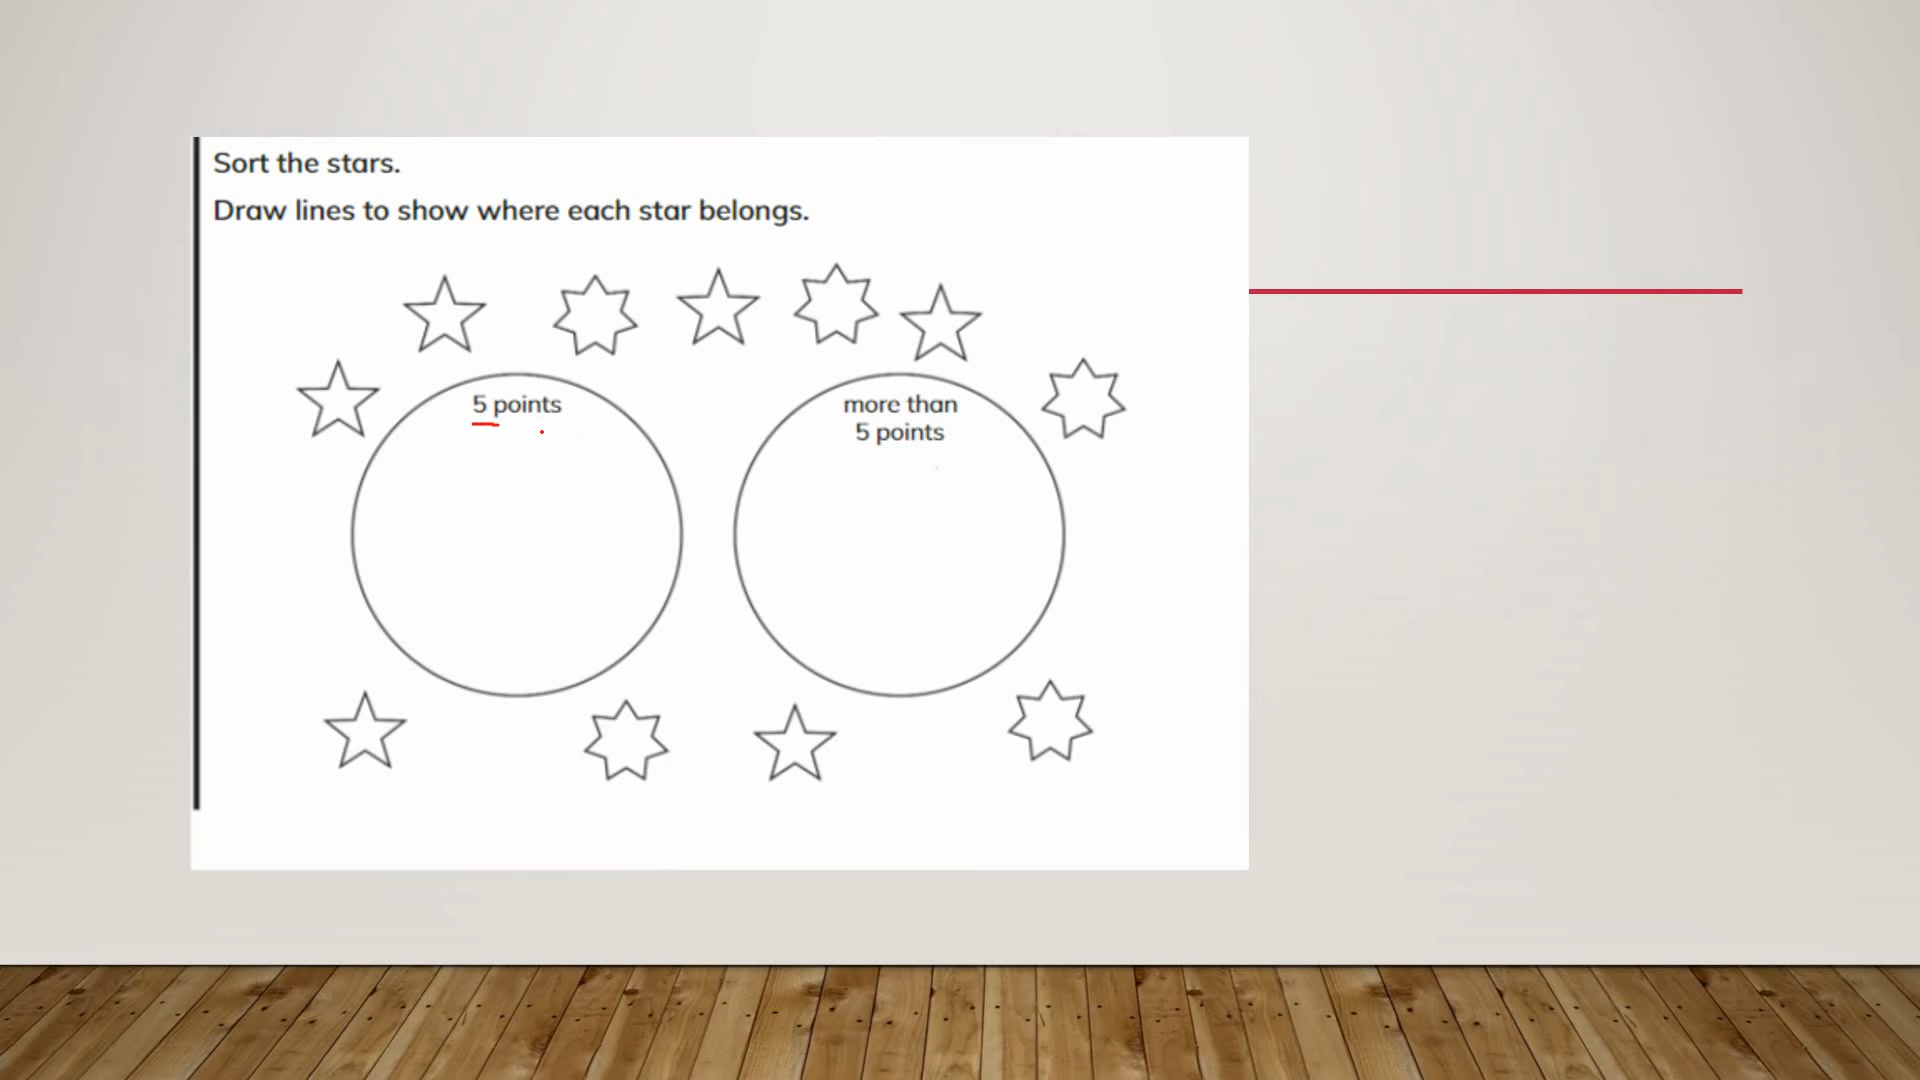 Sort the stars.
Draw lines to show where each star belongs.
5 points
more than
5 points